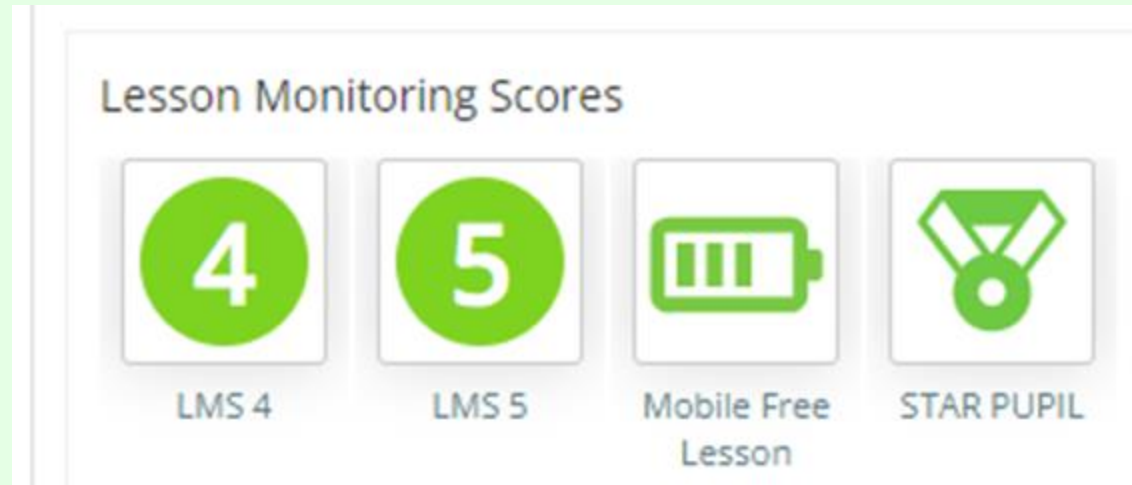 Lesson Monitoring Scores
4
5
LMS 4
LMS 5
Mobile Free
Lesson
STAR PUPIL